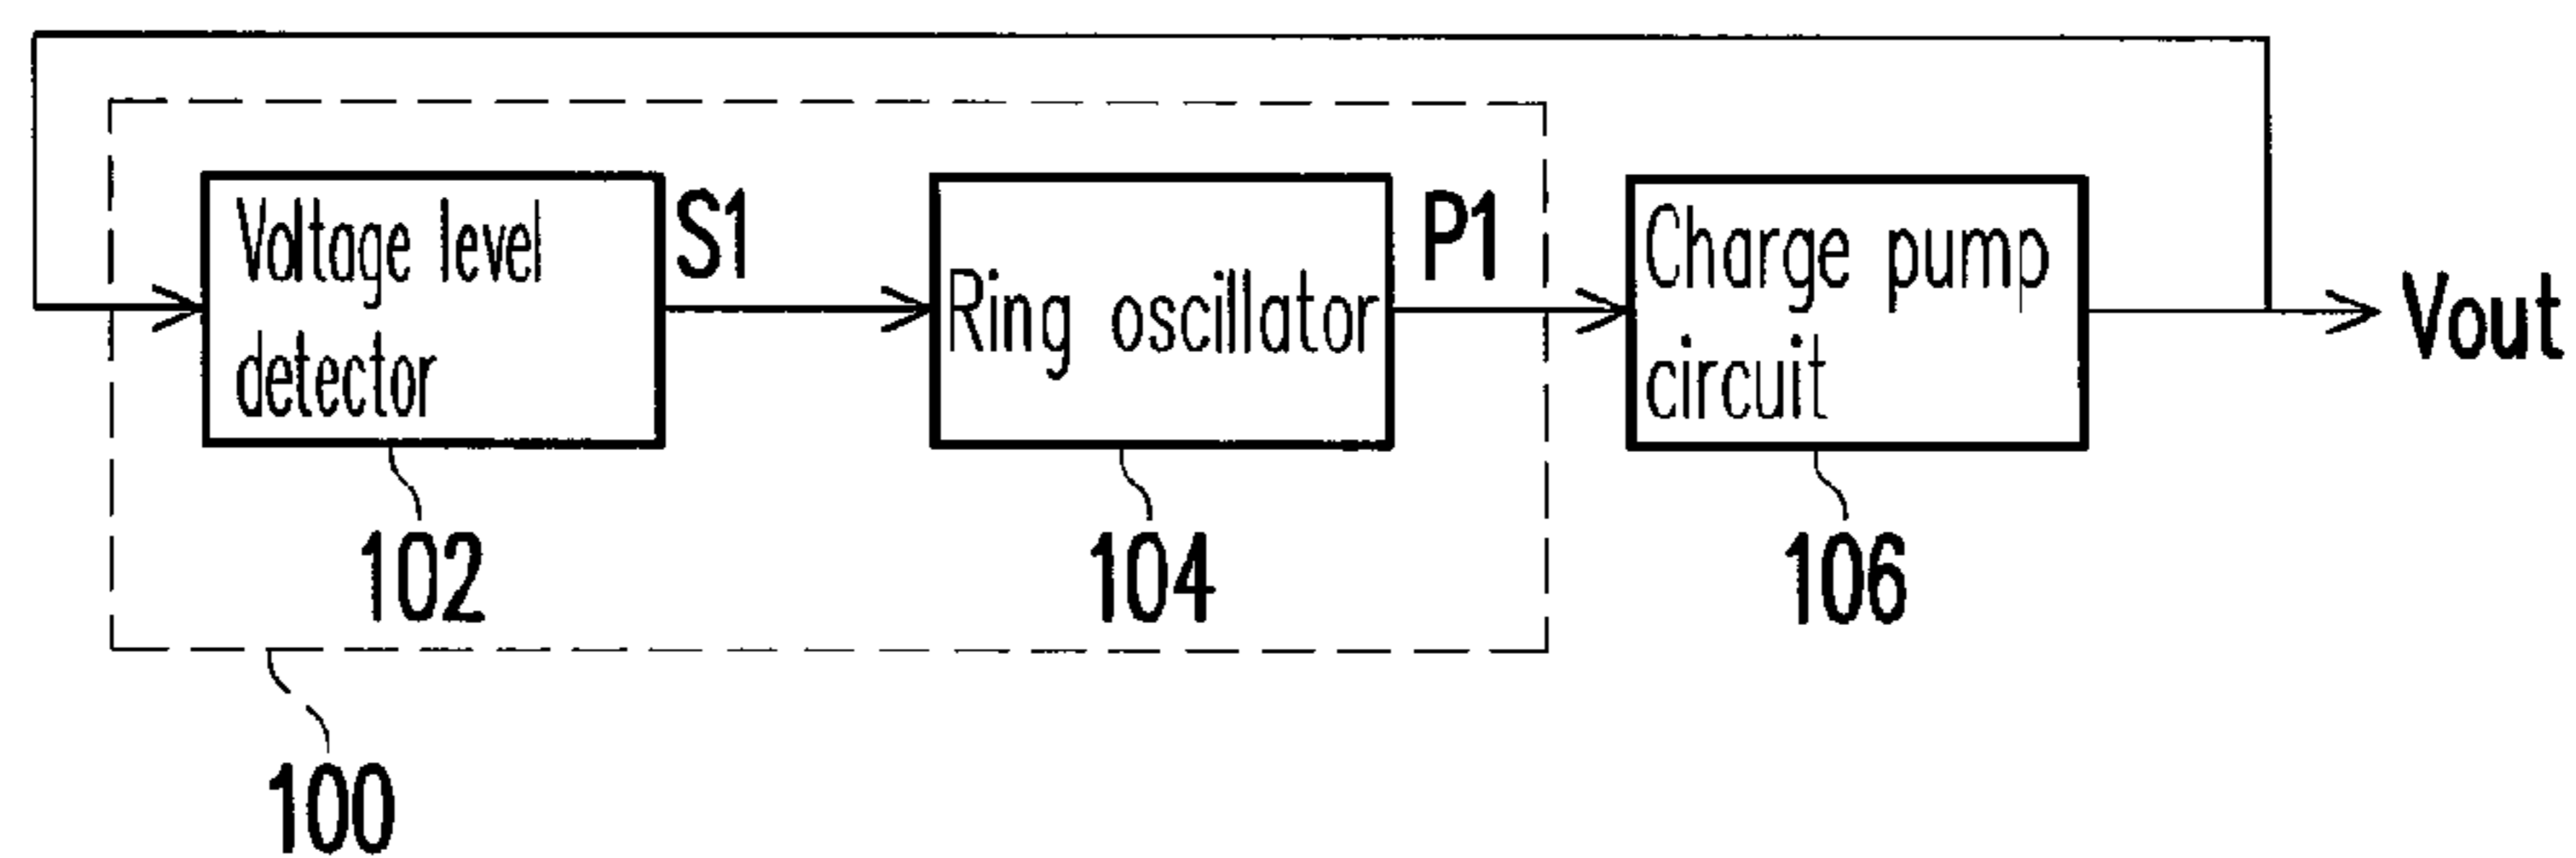 Voltage level
detector
S1
Ring oscillator
P1
Charge pump
circuit
Vout
102
104
106
100